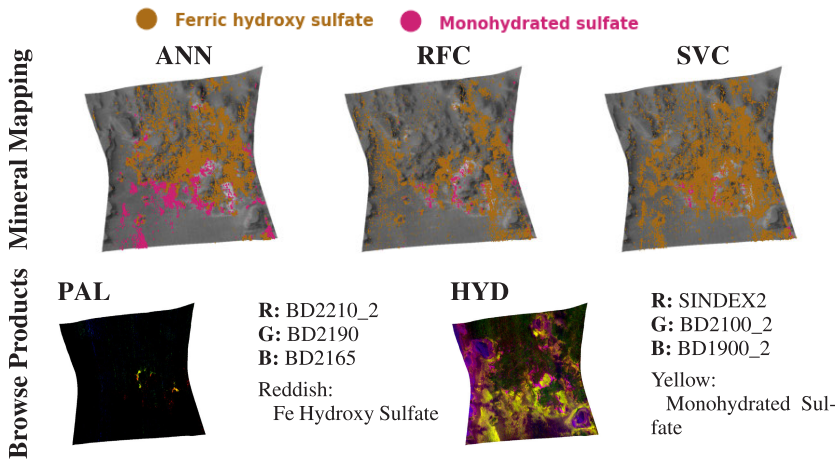 Ferric hydroxy sulfate
Monohydrated sulfate
Mineral Mapping
ANN
RFC
SVC
Browse Products
PAL
R: BD2210_2
G: BD2190
B: BD2165
Reddish:
Fe Hydroxy Sulfate
HYD
R: SINDEX2
G: BD2100_2
B: BD1900_2
Yellow:
Monohydrated Sul-
fate